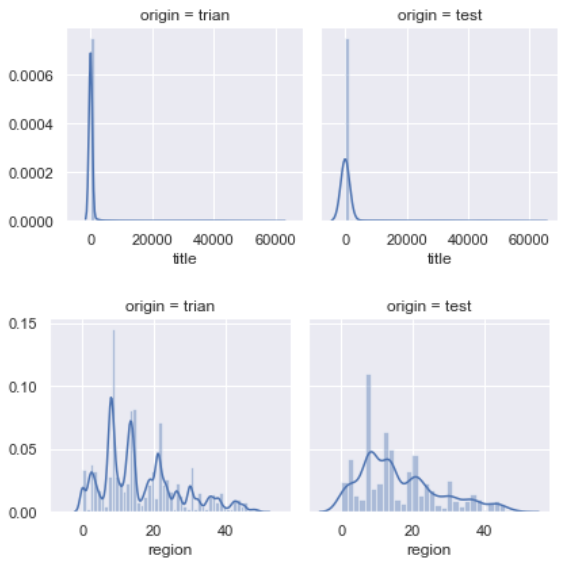 origin = trian
origin = test
0.0006
0.0004
0.0002
0.0000
0 20000 40000 60000
0 20000 40000 60000
title
title
origin = trian
origin = test
0.15
0.10
0.05
0.00
0 20 40
0 20 40
region
region